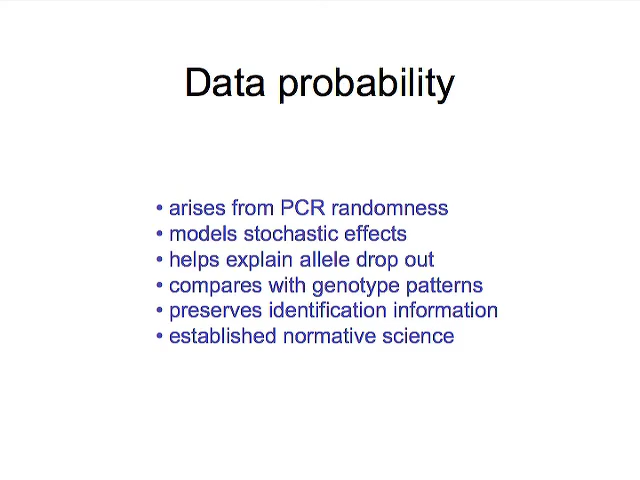 Data probability
• arises from PCR randomness
• models stochastic effects
• helps explain allele drop out
• compares with genotype patterns
• preserves identification information
• established normative science